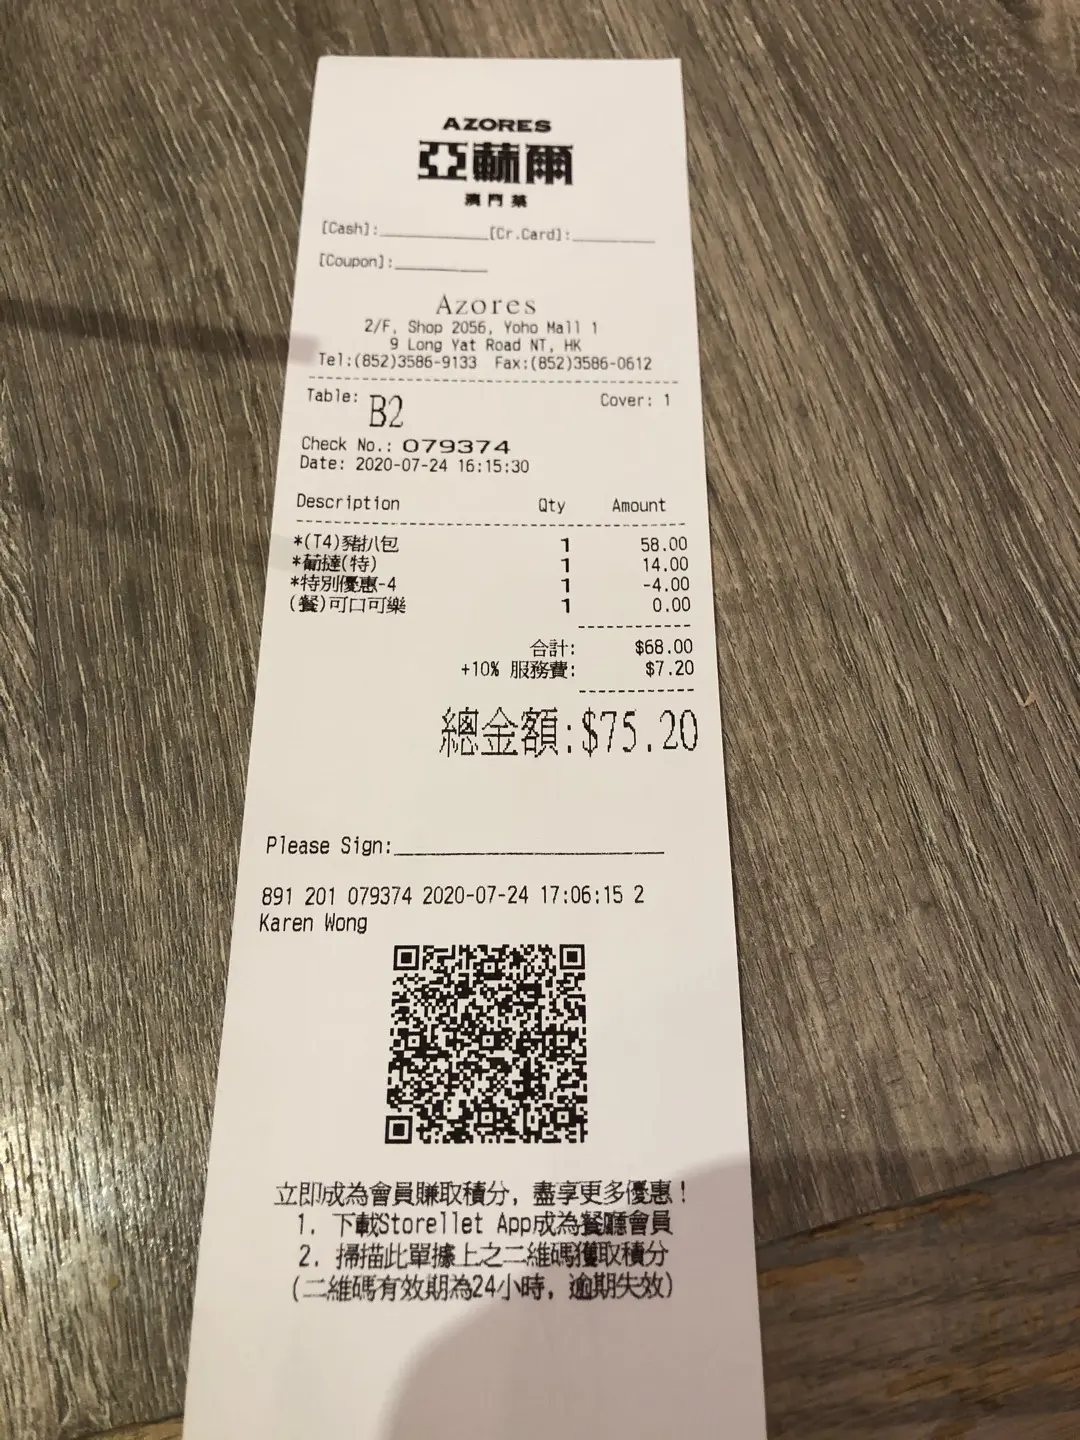 AZORES
亞蘇爾
澳門菜
[Cash]:__________[Cr.Card]:________
[Coupon]:_________
Azores
2/F, Shop 2056, Yoho Mall 1
9 Long Yat Road NT, HK
Tel:(852)3586-9133 Fax:(852)3586-0612
Table: B2 Cover: 1
Check No.: 079374
Date: 2020-07-24 16:15:30
Description Qty Amount
*(T4)豬扒包 1 58.00
*葡撻(特) 1 14.00
*特別優惠-4 1 -4.00
(餐)可口可樂 1 0.00
合計: $68.00
+10% 服務費: $7.20
總金額:$75.20
Please Sign:____________________
891 201 079374 2020-07-24 17:06:15 2
Karen Wong
立即成為會員賺取積分, 盡享更多優惠!
1. 下載Storellet App成為餐廳會員
2. 掃描此單據上之二維碼獲取積分
(二維碼有效期為24小時, 逾期失效)